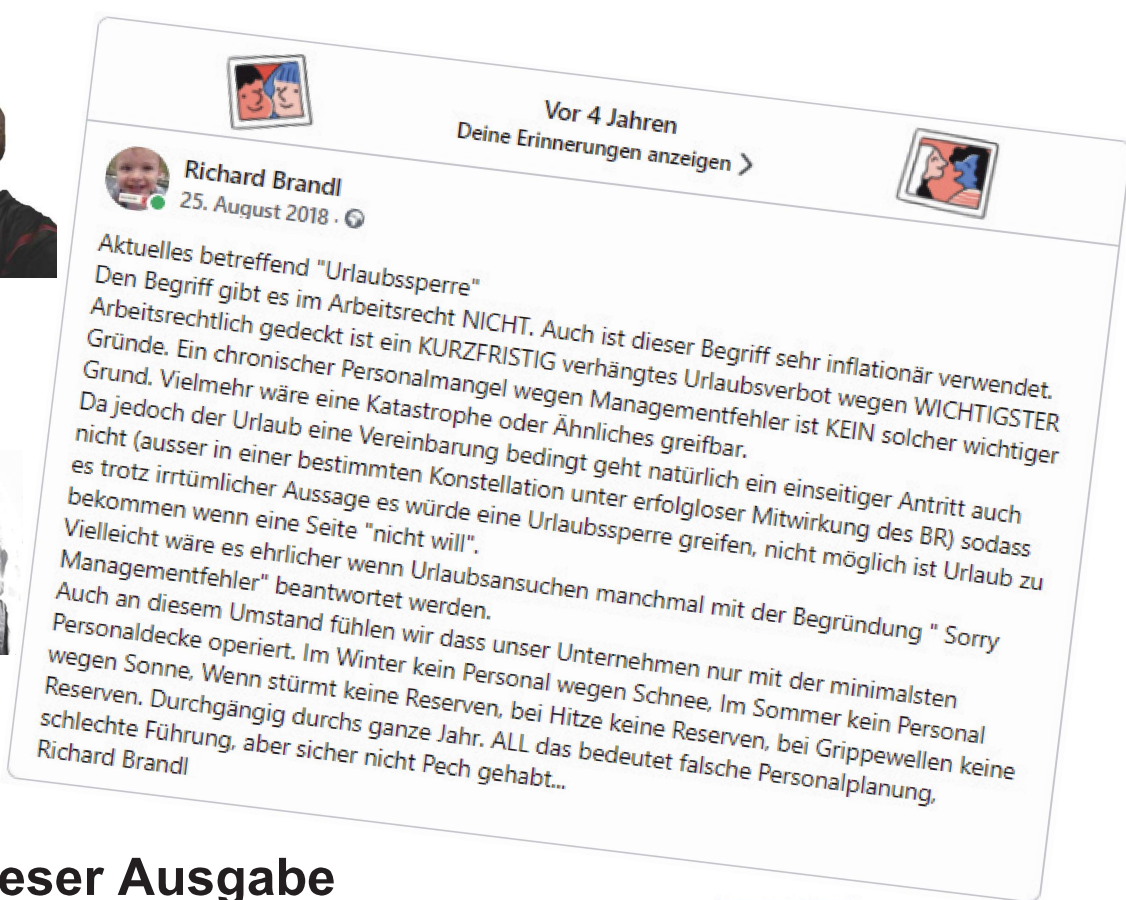 Vor 4 Jahren
Deine Erinnerungen anzeigen
Richard Brandl
25. August 2018 ·
Aktuelles betreffend "Urlaubssperre"
Den Begriff gibt es im Arbeitsrecht NICHT. Auch ist dieser Begriff sehr inflationär verwendet.
Arbeitsrechtlich gedeckt ist ein KURZFRISTIG verhängtes Urlaubsverbot wegen WICHTIGSTER
Gründe. Ein chronischer Personalmangel wegen Managementfehler ist KEIN solcher wichtiger
Grund. Vielmehr wäre eine Katastrophe oder Ähnliches greifbar.
Da jedoch der Urlaub eine Vereinbarung bedingt geht natürlich ein einseitiger Antritt auch
nicht (ausser in einer bestimmten Konstellation unter erfolgloser Mitwirkung des BR) sodass
es trotz irrtümlicher Aussage es würde eine Urlaubssperre greifen, nicht möglich ist Urlaub zu
bekommen wenn eine Seite "nicht will".
Vielleicht wäre es ehrlicher wenn Urlaubsansuchen manchmal mit der Begründung " Sorry
Managementfehler" beantwortet werden.
Auch an diesem Umstand fühlen wir dass unser Unternehmen nur mit der minimalsten
Personaldecke operiert. Im Winter kein Personal wegen Schnee, Im Sommer kein Personal
wegen Sonne, Wenn stürmt keine Reserven, bei Hitze keine Reserven, bei Grippewellen keine
Reserven. Durchgängig durchs ganze Jahr. ALL das bedeutet falsche Personalplanung,
schlechte Führung, aber sicher nicht Pech gehabt...
Richard Brandl
eser Ausgabe